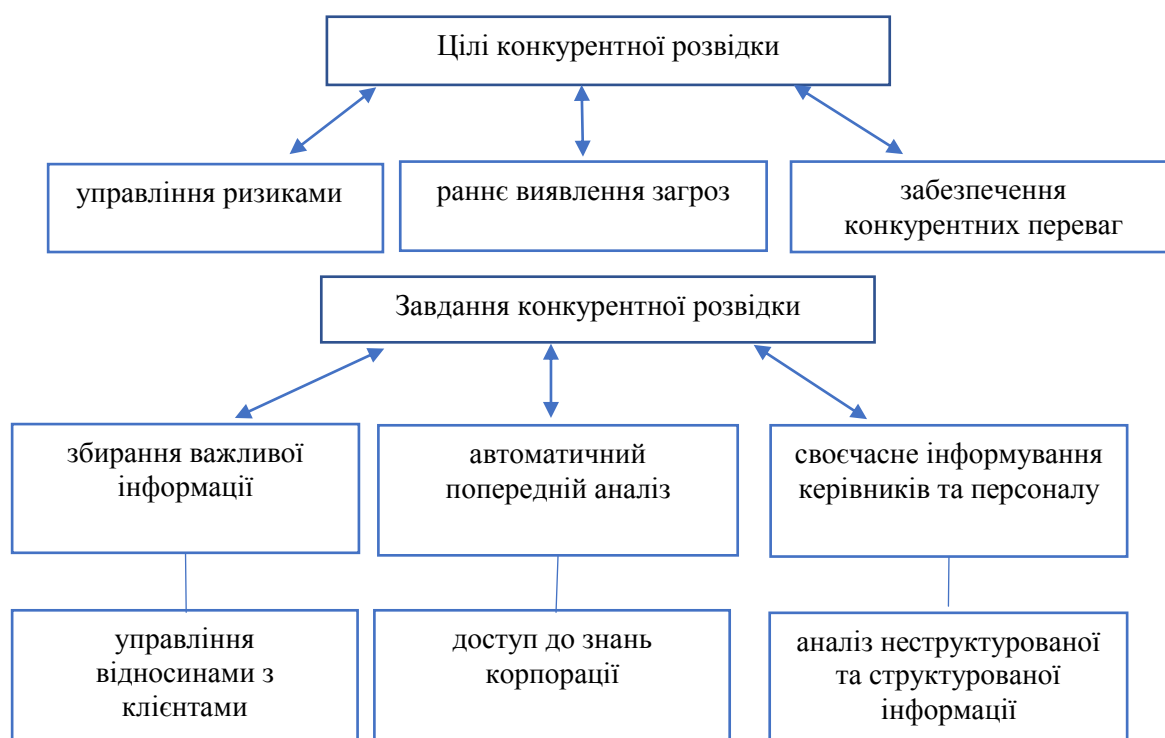 Цілі конкурентної розвідки
управління ризиками
раннє виявлення загроз
забезпечення
конкурентних переваг
Завдання конкурентної розвідки
збирання важливої
інформації
автоматичний
попередній аналіз
своєчасне інформування
керівників та персоналу
управління
відносинами з
клієнтами
доступ до знань
корпорації
аналіз неструктурованої
та структурованої
інформації